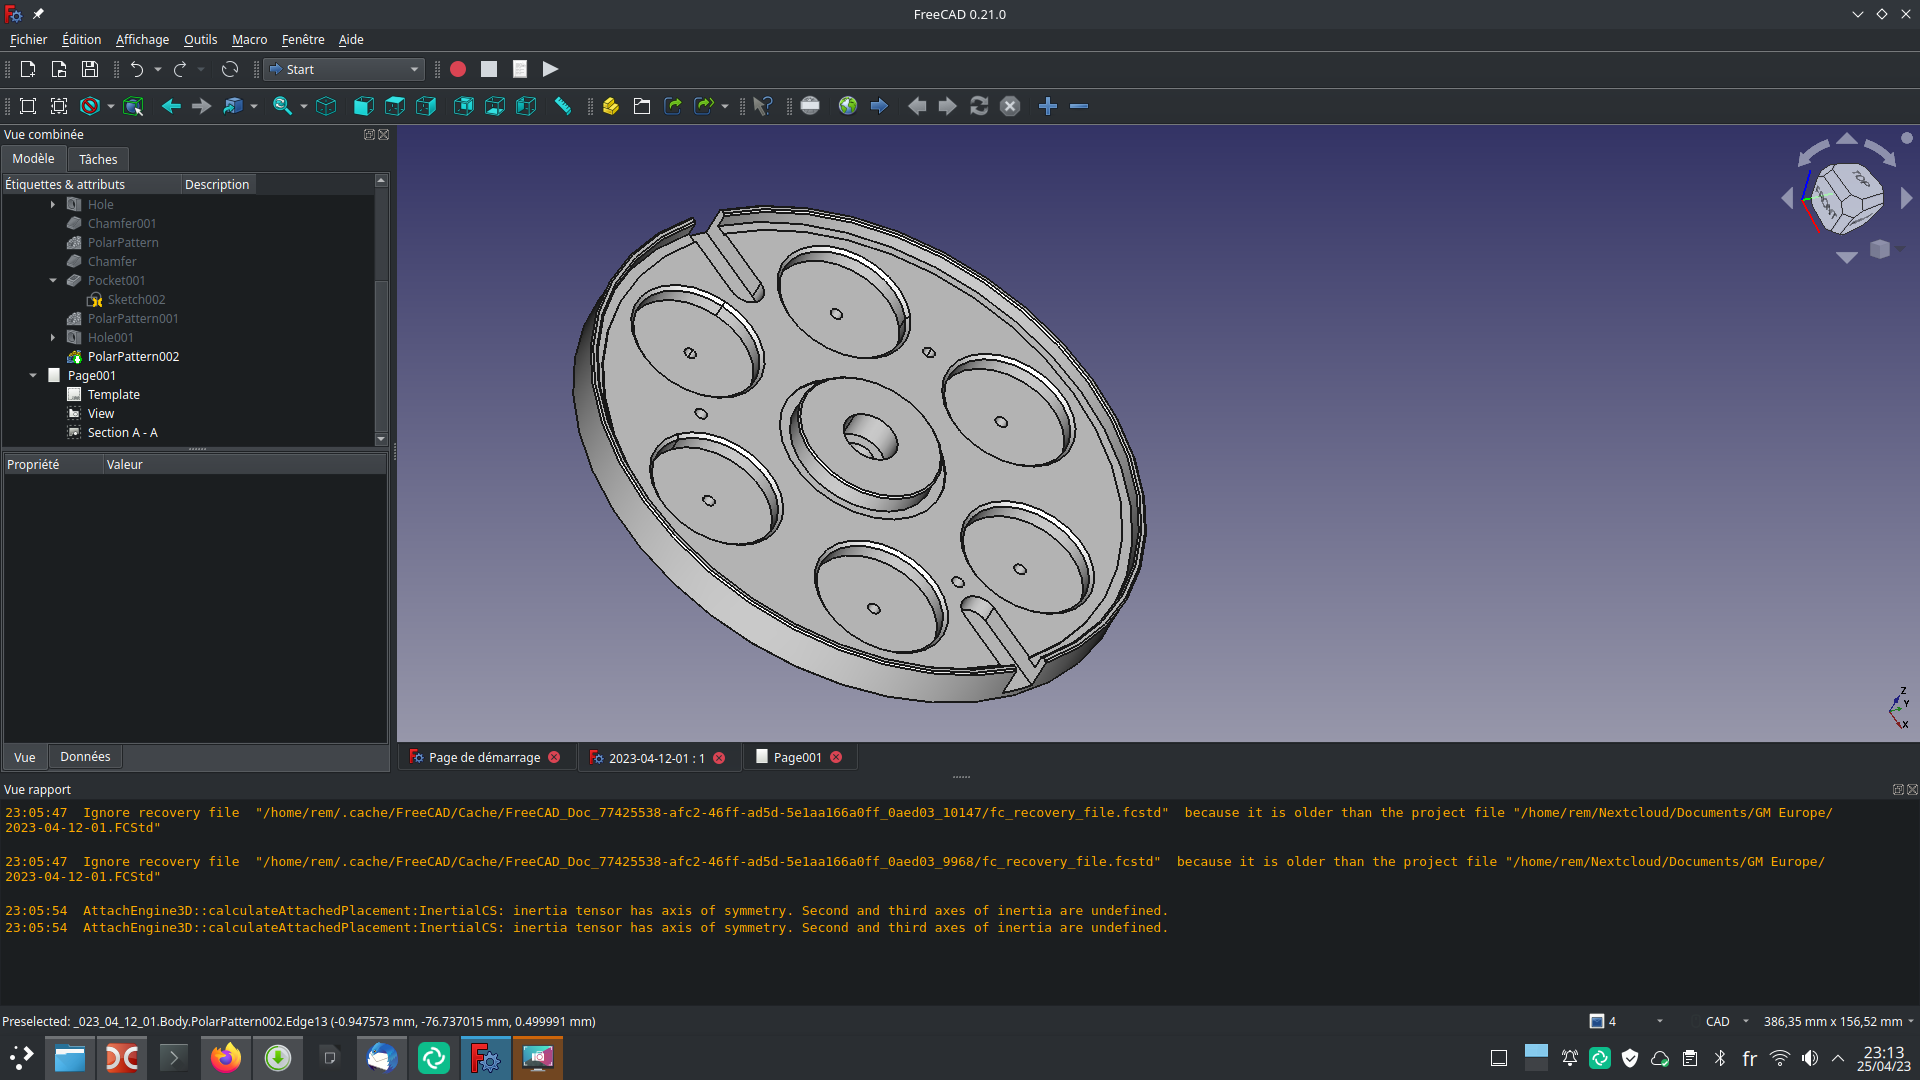 FreeCAD 0.21.0
Fichier Édition Affichage Outils Macro Fenêtre Aide
Start
Vue combinée
Modèle Tâches
Étiquettes & attributs Description
Hole
Chamfer001
PolarPattern
Chamfer
Pocket001
Sketch002
PolarPattern001
Hole001
PolarPattern002
Page001
Template
View
Section A - A
Propriété Valeur
Vue Données
TOP
FRONT
Z
Y
X
Page de démarrage 2023-04-12-01 : 1 Page001
Vue rapport
23:05:47 Ignore recovery file "/home/rem/.cache/FreeCAD/Cache/FreeCAD_Doc_77425538-afc2-46ff-ad5d-5e1aa166a0ff_0aed03_10147/fc_recovery_file.fcstd" because it is older than the project file "/home/rem/Nextcloud/Documents/GM Europe/
2023-04-12-01.FCStd"
23:05:47 Ignore recovery file "/home/rem/.cache/FreeCAD/Cache/FreeCAD_Doc_77425538-afc2-46ff-ad5d-5e1aa166a0ff_0aed03_9968/fc_recovery_file.fcstd" because it is older than the project file "/home/rem/Nextcloud/Documents/GM Europe/
2023-04-12-01.FCStd"
23:05:54 AttachEngine3D::calculateAttachedPlacement:InertialCS: inertia tensor has axis of symmetry. Second and third axes of inertia are undefined.
23:05:54 AttachEngine3D::calculateAttachedPlacement:InertialCS: inertia tensor has axis of symmetry. Second and third axes of inertia are undefined.
Preselected: _023_04_12_01.Body.PolarPattern002.Edge13 (-0.947573 mm, -76.737015 mm, 0.499991 mm) 4 CAD 386,35 mm x 156,52 mm
fr 23:13
25/04/23